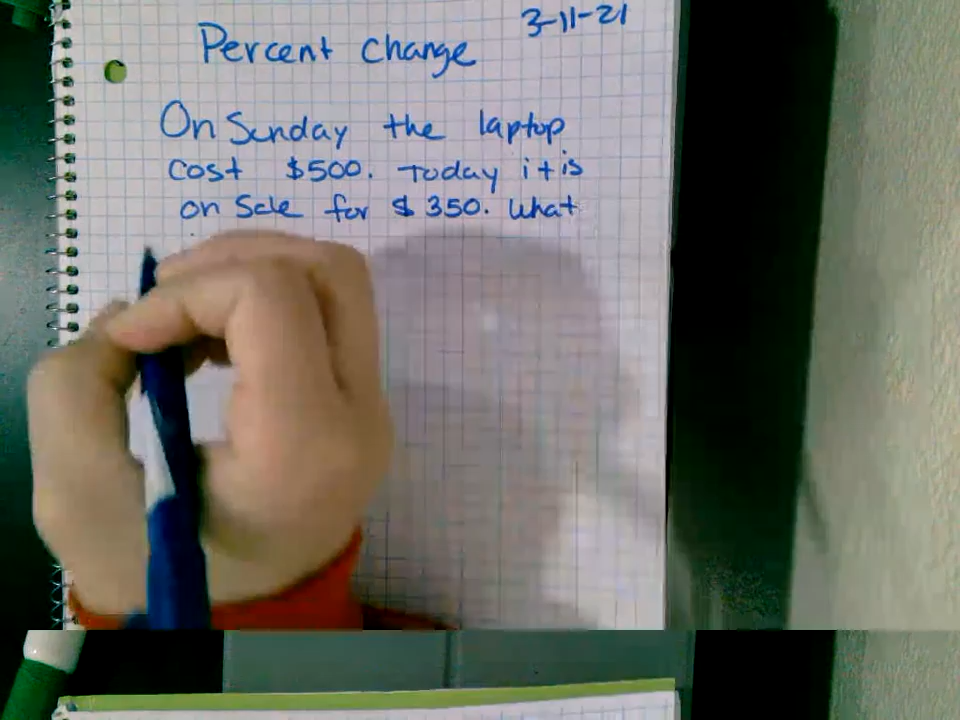 3-11-21
Percent change
On Sunday the laptop
cost $500. Today it is
on sale for $350. What